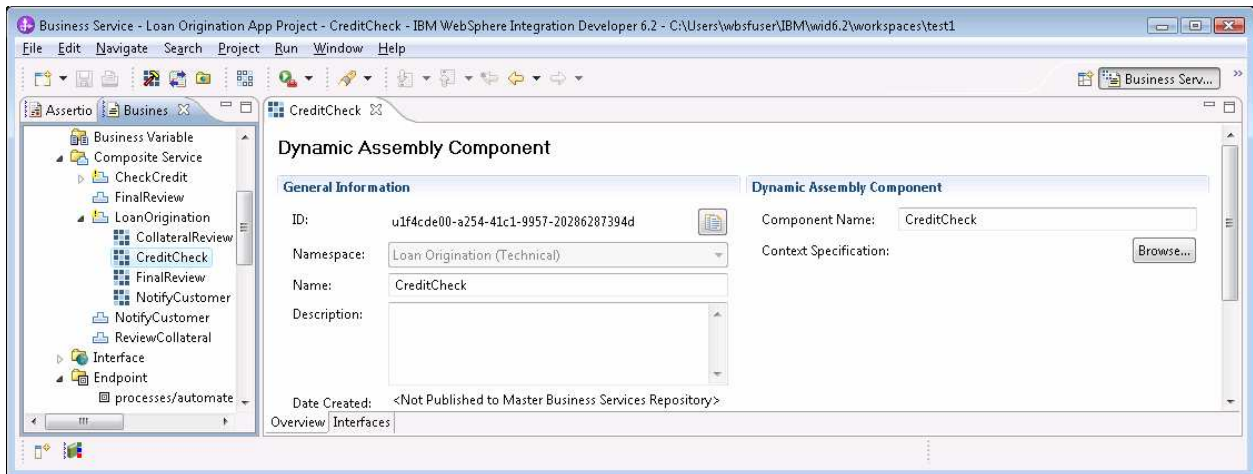 Business Service - Loan Origination App Project - CreditCheck - IBM WebSphere Integration Developer 6.2 - C:\Users\wbsfuser\IBM\wid6.2\workspaces\test1
File Edit Navigate Search Project Run Window Help
Business Serv...
Assertio Busines
CreditCheck
Business Variable
Composite Service
CheckCredit
FinalReview
LoanOrigination
CollateralReview
CreditCheck
FinalReview
NotifyCustomer
NotifyCustomer
ReviewCollateral
Interface
Endpoint
processes/automate
Dynamic Assembly Component
General Information
ID: u1f4cde00-a254-41c1-9957-20286287394d
Namespace: Loan Origination (Technical)
Name: CreditCheck
Description:
Date Created: <Not Published to Master Business Services Repository>
Dynamic Assembly Component
Component Name: CreditCheck
Context Specification: Browse...
Overview Interfaces